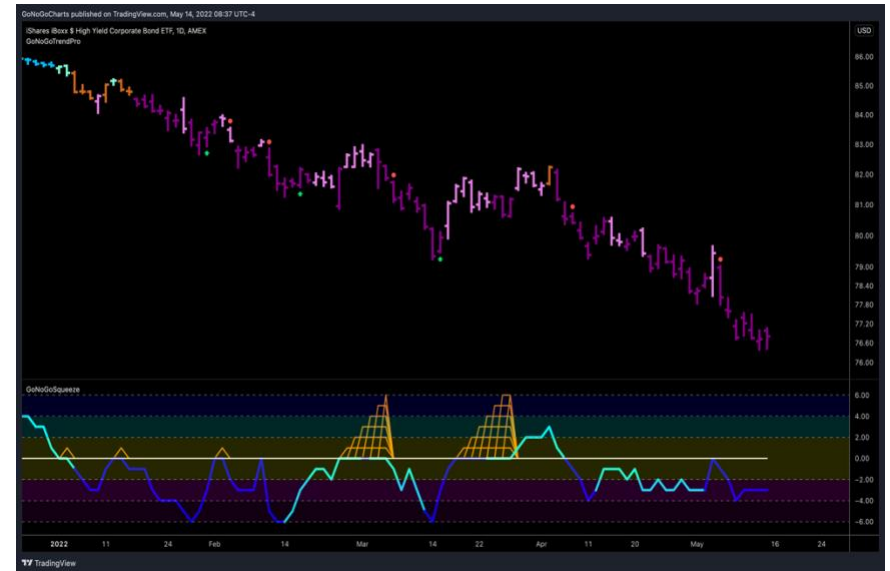 GoNoGoCharts published on TradingView.com, May 14, 2022 08:37 UTC-4
iShares iBoxx $ High Yield Corporate Bond ETF, 1D, AMEX
GoNoGoTrendPro
USD
86.00
85.00
84.00
83.00
82.00
81.00
80.00
79.00
78.40
77.80
77.20
76.60
76.00
GoNoGoSqueeze
6.00
4.00
2.00
0.00
−2.00
−4.00
−6.00
2022 11 24 Feb 14 Mar 14 22 Apr 11 20 May 16 24
TradingView